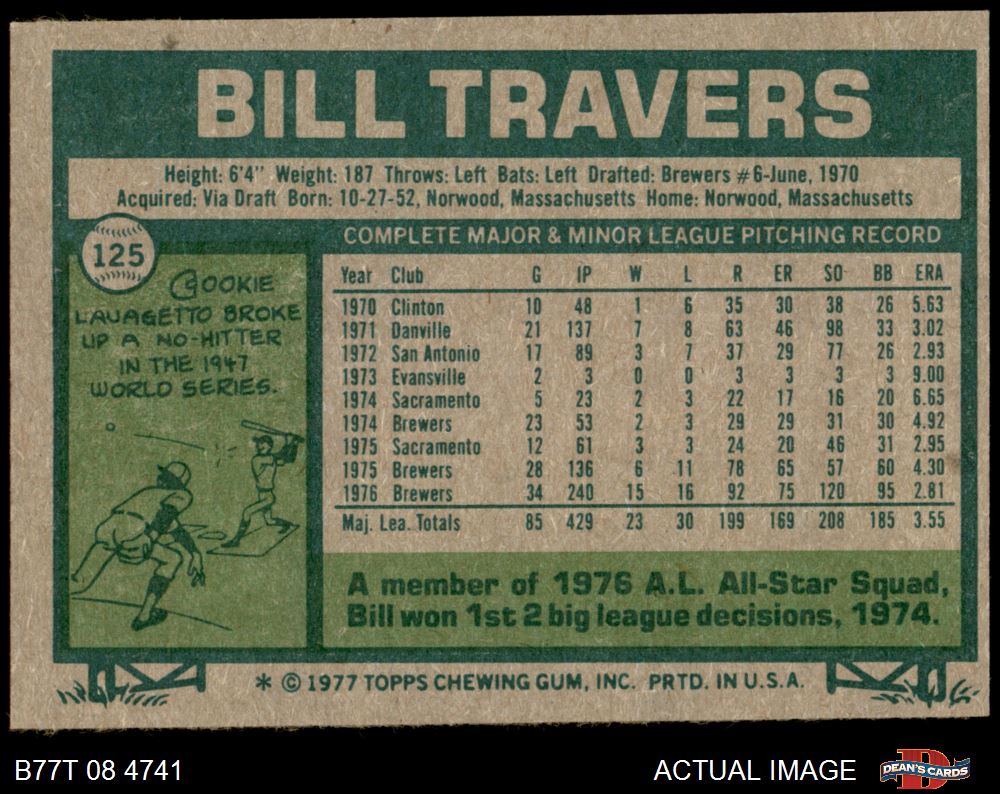 BILL TRAVERS
Height: 6'4" Weight: 187 Throws: Left Bats: Left Drafted: Brewers #6-June, 1970
Acquired: Via Draft Born: 10-27-52, Norwood, Massachusetts Home: Norwood, Massachusetts
125
COOKIE
LAVAGETTO BROKE
UP A NO-HITTER
IN THE 1947
WORLD SERIES.
COMPLETE MAJOR & MINOR LEAGUE PITCHING RECORD
Year Club G IP W L R ER SO BB ERA
1970 Clinton 10 48 1 6 35 30 38 26 5.63
1971 Danville 21 137 7 8 63 46 98 33 3.02
1972 San Antonio 17 89 3 7 37 29 77 26 2.93
1973 Evansville 2 3 0 0 3 3 3 3 9.00
1974 Sacramento 5 23 2 3 22 17 16 20 6.65
1974 Brewers 23 53 2 3 29 29 31 30 4.92
1975 Sacramento 12 61 3 3 24 20 46 31 2.95
1975 Brewers 28 136 6 11 78 65 57 60 4.30
1976 Brewers 34 240 15 16 92 75 120 95 2.81
Maj. Lea. Totals 85 429 23 30 199 169 208 185 3.55
A member of 1976 A.L. All-Star Squad,
Bill won 1st 2 big league decisions, 1974.
* © 1977 TOPPS CHEWING GUM, INC. PRTD. IN U.S.A.
B77T 08 4741
ACTUAL IMAGE
D
DEAN'S CARDS